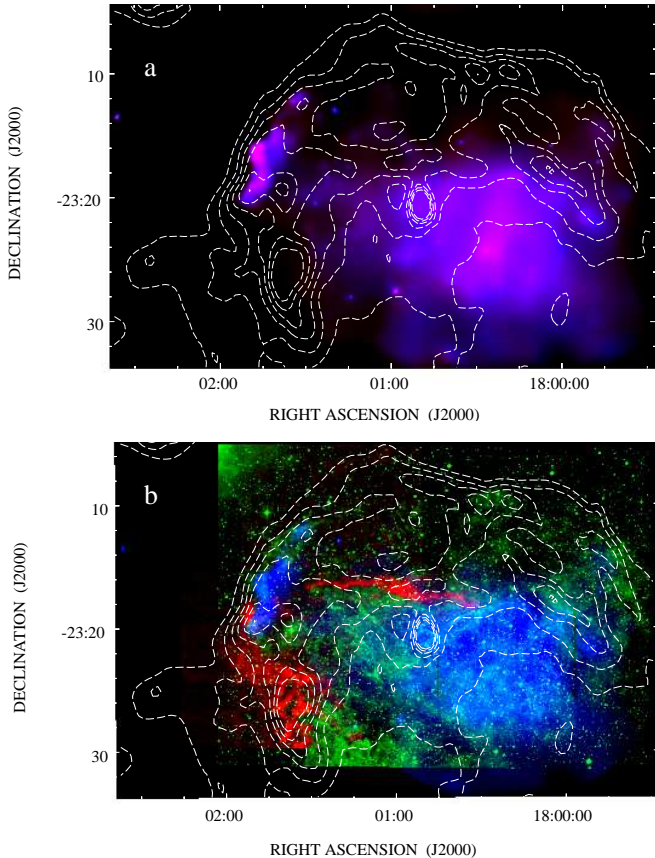 a
10
-23:20
30
DECLINATION (J2000)
02:00
01:00
18:00:00
RIGHT ASCENSION (J2000)
b
10
-23:20
30
DECLINATION (J2000)
02:00
01:00
18:00:00
RIGHT ASCENSION (J2000)